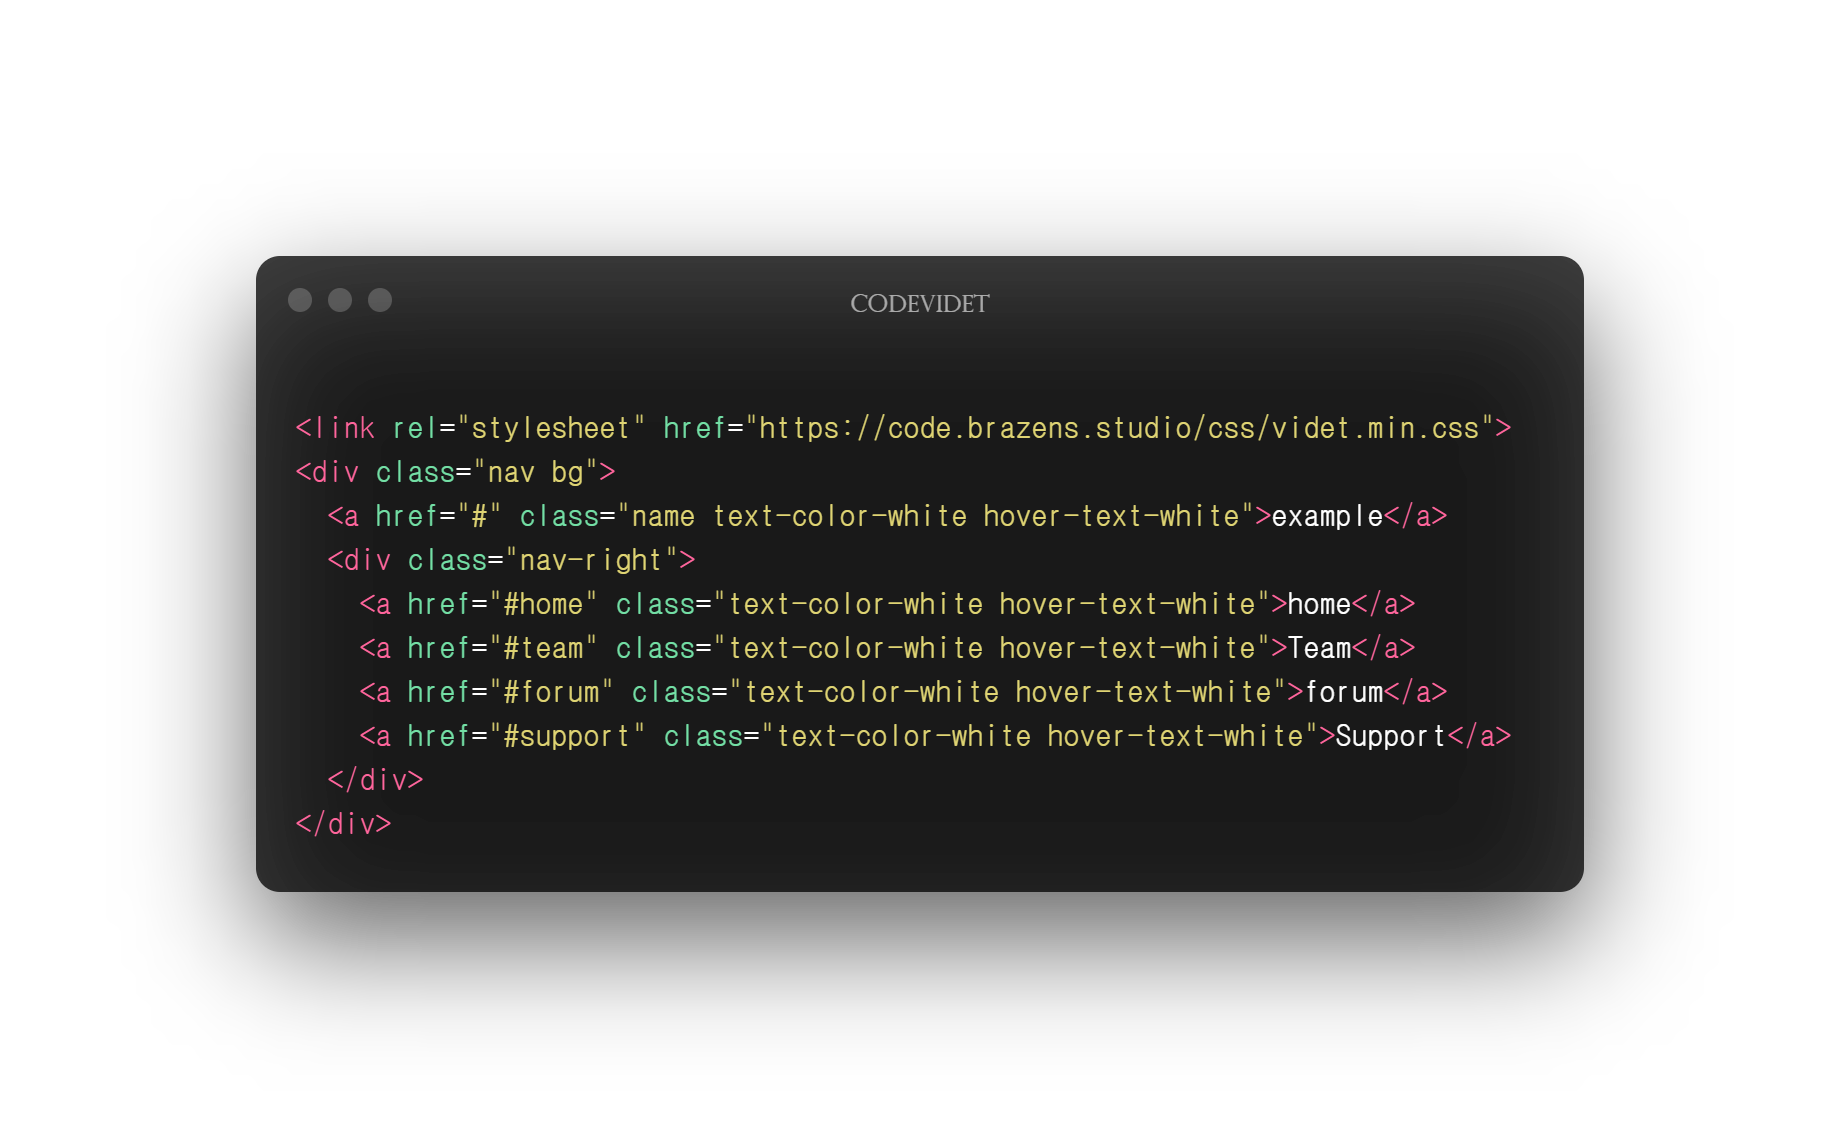 CODEVIDET
<link rel="stylesheet" href="https://code.brazens.studio/css/videt.min.css">
<div class="nav bg">
  <a href="#" class="name text-color-white hover-text-white">example</a>
  <div class="nav-right">
    <a href="#home" class="text-color-white hover-text-white">home</a>
    <a href="#team" class="text-color-white hover-text-white">Team</a>
    <a href="#forum" class="text-color-white hover-text-white">forum</a>
    <a href="#support" class="text-color-white hover-text-white">Support</a>
  </div>
</div>